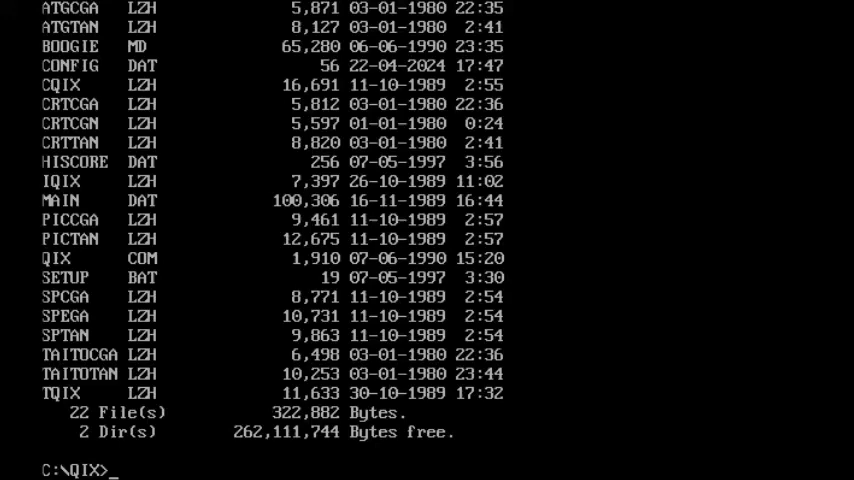 ATGCGA   LZH              5,871 03-01-1980 22:35
ATGTAN   LZH              8,127 03-01-1980  2:41
BOOGIE   MD              65,280 06-06-1990 23:35
CONFIG   DAT                 56 22-04-2024 17:47
CQIX     LZH             16,691 11-10-1989  2:55
CRTCGA   LZH              5,812 03-01-1980 22:36
CRTCGN   LZH              5,597 01-01-1980  0:24
CRTTAN   LZH              8,820 03-01-1980  2:41
HISCORE  DAT                256 07-05-1997  3:56
IQIX     LZH              7,397 26-10-1989 11:02
MAIN     DAT            100,306 16-11-1989 16:44
PICCGA   LZH              9,461 11-10-1989  2:57
PICTAN   LZH             12,675 11-10-1989  2:57
QIX      COM              1,910 07-06-1990 15:20
SETUP    BAT                 19 07-05-1997  3:30
SPCGA    LZH              8,771 11-10-1989  2:54
SPEGA    LZH             10,731 11-10-1989  2:54
SPTAN    LZH              9,863 11-10-1989  2:54
TAITOCGA LZH              6,498 03-01-1980 22:36
TAITOTAN LZH             10,253 03-01-1980 23:44
TQIX     LZH             11,633 30-10-1989 17:32
   22 File(s)           322,882 Bytes.
    2 Dir(s)        262,111,744 Bytes free.
C:\QIX>_